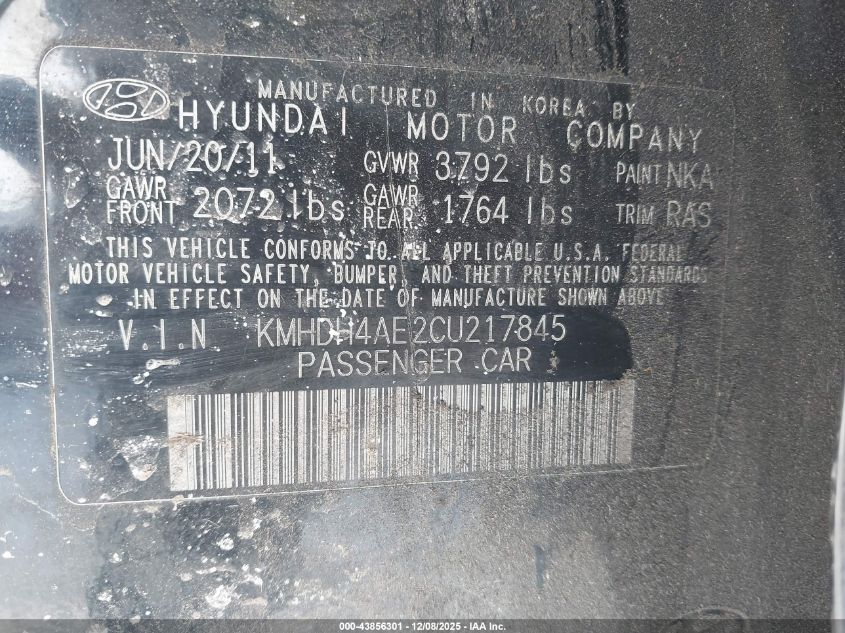 MANUFACTURED IN KOREA BY
HYUNDAI MOTOR COMPANY
JUN/20/11 GVWR 3792 lbs PAINT NKA
GAWR FRONT 2072 lbs GAWR REAR 1764 lbs TRIM RAS
THIS VEHICLE CONFORMS TO ALL APPLICABLE U.S.A. FEDERAL
MOTOR VEHICLE SAFETY, BUMPER, AND THEFT PREVENTION STANDARDS
IN EFFECT ON THE DATE OF MANUFACTURE SHOWN ABOVE
V.I.N KMHDH4AE2CU217845
PASSENGER CAR
000-43856301 - 12/08/2025 - IAA Inc.